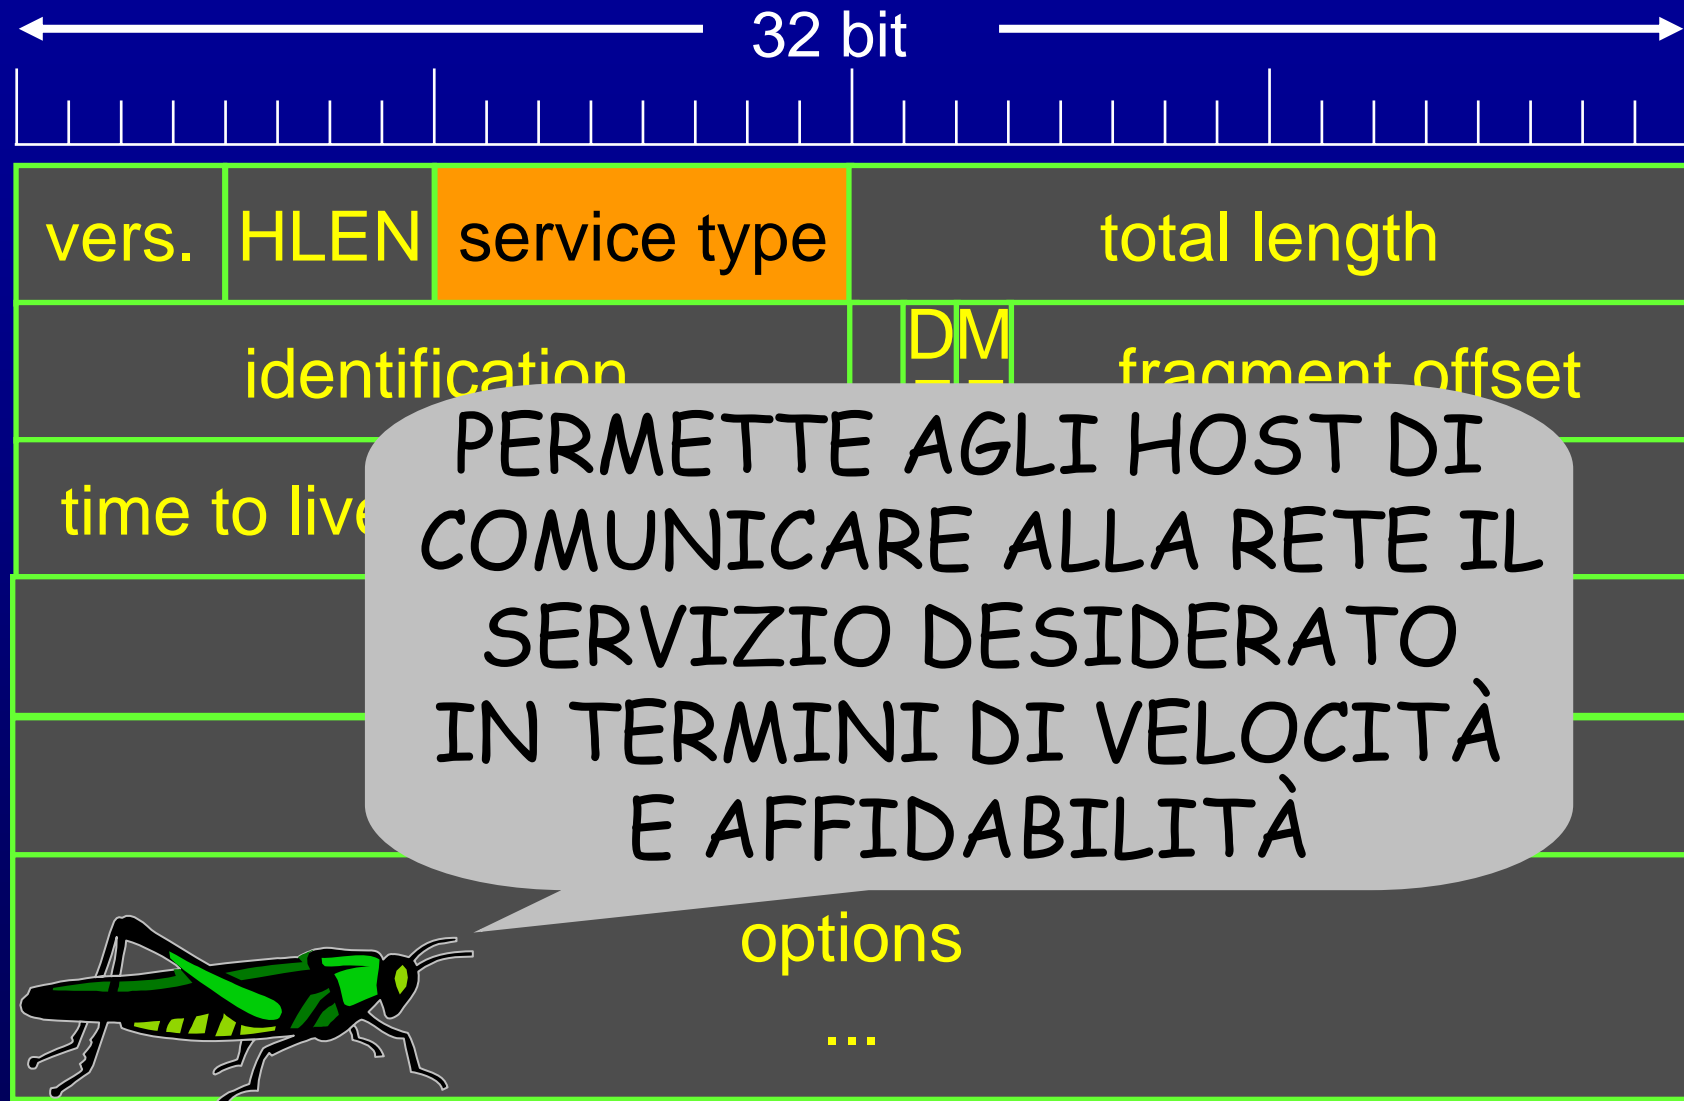 32 bit
vers. HLEN service type total length
identification D M fragment offset
time to live
PERMETTE AGLI HOST DI
COMUNICARE ALLA RETE IL
SERVIZIO DESIDERATO
IN TERMINI DI VELOCITÀ
E AFFIDABILITÀ
options
...